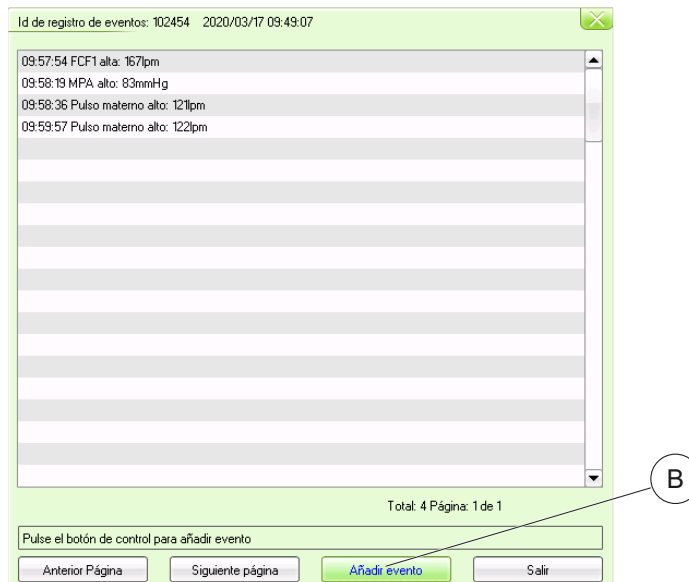 Id de registro de eventos: 102454 2020/03/17 09:49:07
09:57:54 FCF1 alta: 167lpm
09:58:19 MPA alto: 83mmHg
09:58:36 Pulso materno alto: 121lpm
09:59:57 Pulso materno alto: 122lpm
B
Total: 4 Página: 1 de 1
Pulse el botón de control para añadir evento
Anterior Página Siguiente página Añadir evento Salir